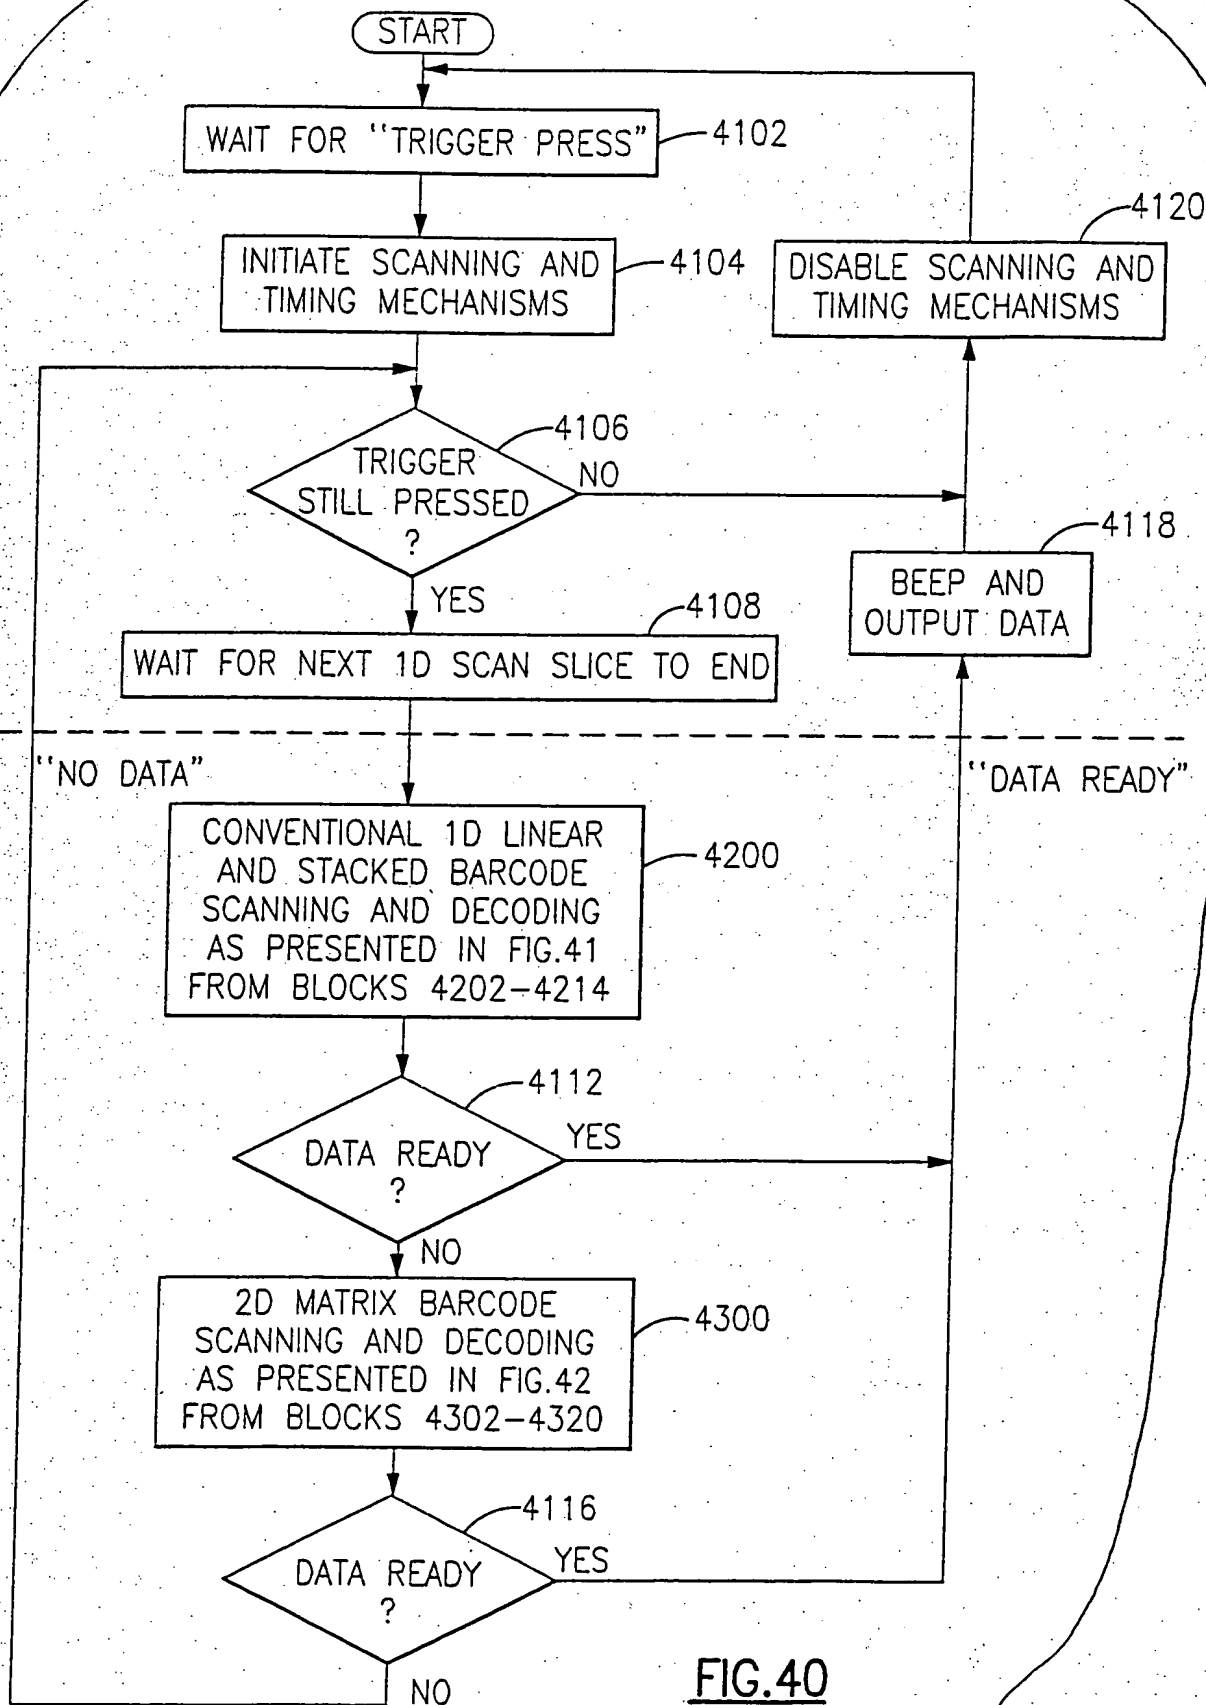 START
WAIT FOR "TRIGGER PRESS"
4102
4120
INITIATE SCANNING AND
TIMING MECHANISMS
4104
DISABLE SCANNING AND
TIMING MECHANISMS
4106
TRIGGER
STILL PRESSED
?
NO
4118
YES
BEEP AND
OUTPUT DATA
4108
WAIT FOR NEXT 1D SCAN SLICE TO END
"NO DATA"
"DATA READY"
CONVENTIONAL 1D LINEAR
AND STACKED BARCODE
SCANNING AND DECODING
AS PRESENTED IN FIG.41
FROM BLOCKS 4202-4214
4200
4112
DATA READY
?
YES
NO
2D MATRIX BARCODE
SCANNING AND DECODING
AS PRESENTED IN FIG.42
FROM BLOCKS 4302-4320
4300
4116
DATA READY
?
YES
NO
FIG.40